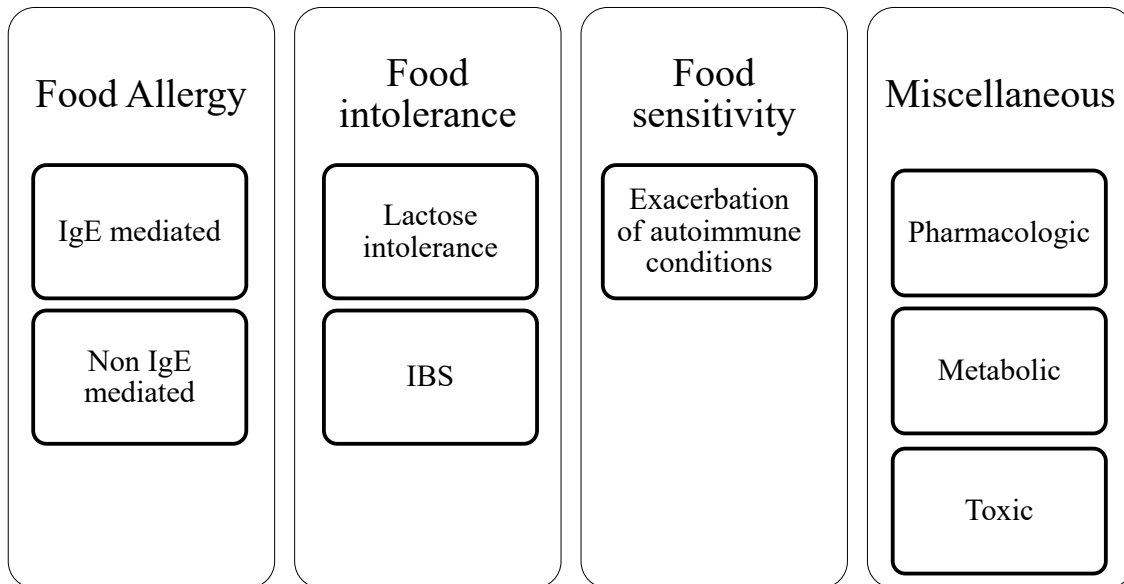 Food Allergy
IgE mediated
Non IgE
mediated
Food
intolerance
Lactose
intolerance
IBS
Food
sensitivity
Exacerbation
of autoimmune
conditions
Miscellaneous
Pharmacologic
Metabolic
Toxic